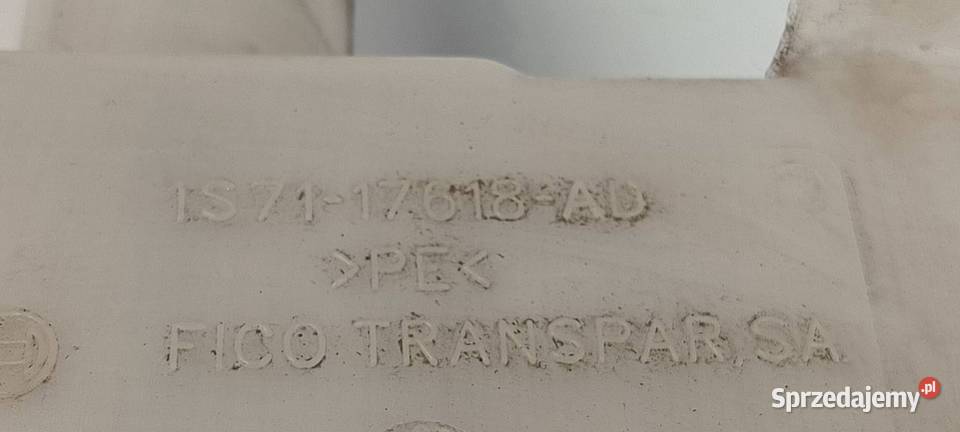 1S71-17618-AD
>PE<
FICO TRANSPAR, SA.
Sprzedajemy.pl